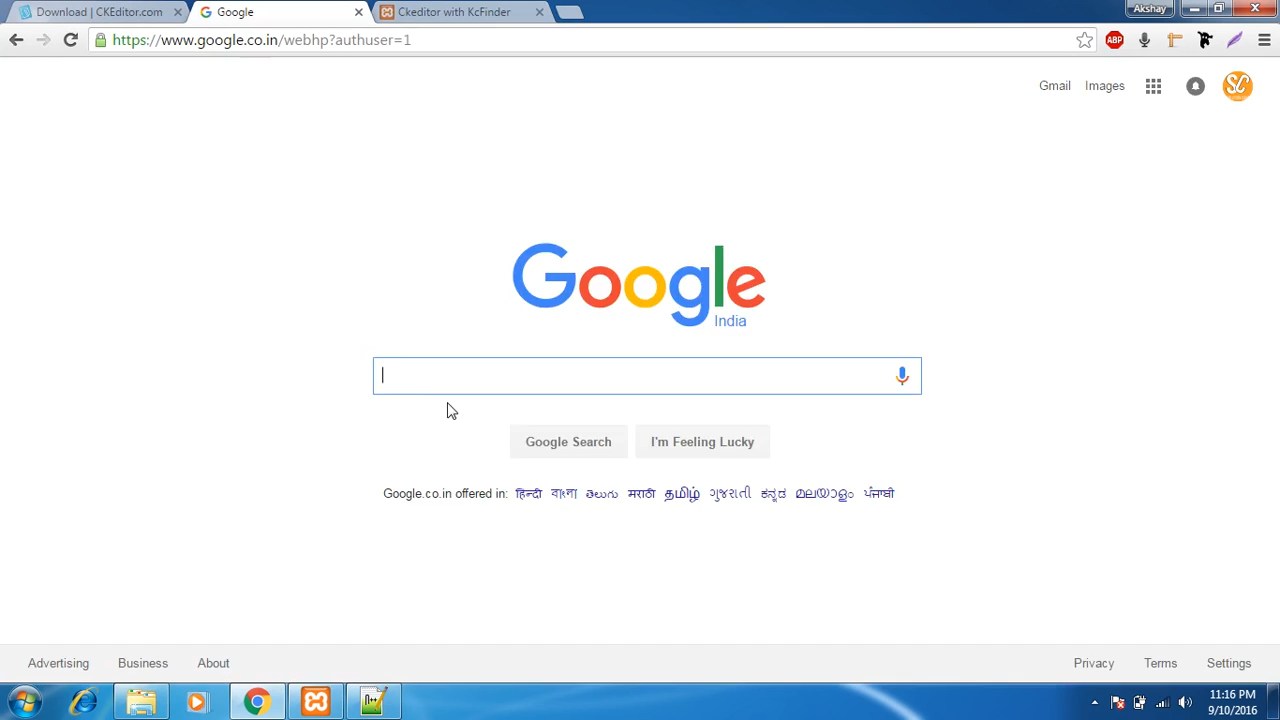 Download | CKEditor.com
Google
Ckeditor with KcFinder
Akshay
https://www.google.co.in/webhp?authuser=1
ABP
Gmail Images
SC
Google
India
Google Search I'm Feeling Lucky
Google.co.in offered in: हिन्दी বাংলা తెలుగు मराठी தமிழ் ગુજરાતી ಕನ್ನಡ മലയാളം ਪੰਜਾਬੀ
Advertising Business About Privacy Terms Settings
11:16 PM
9/10/2016